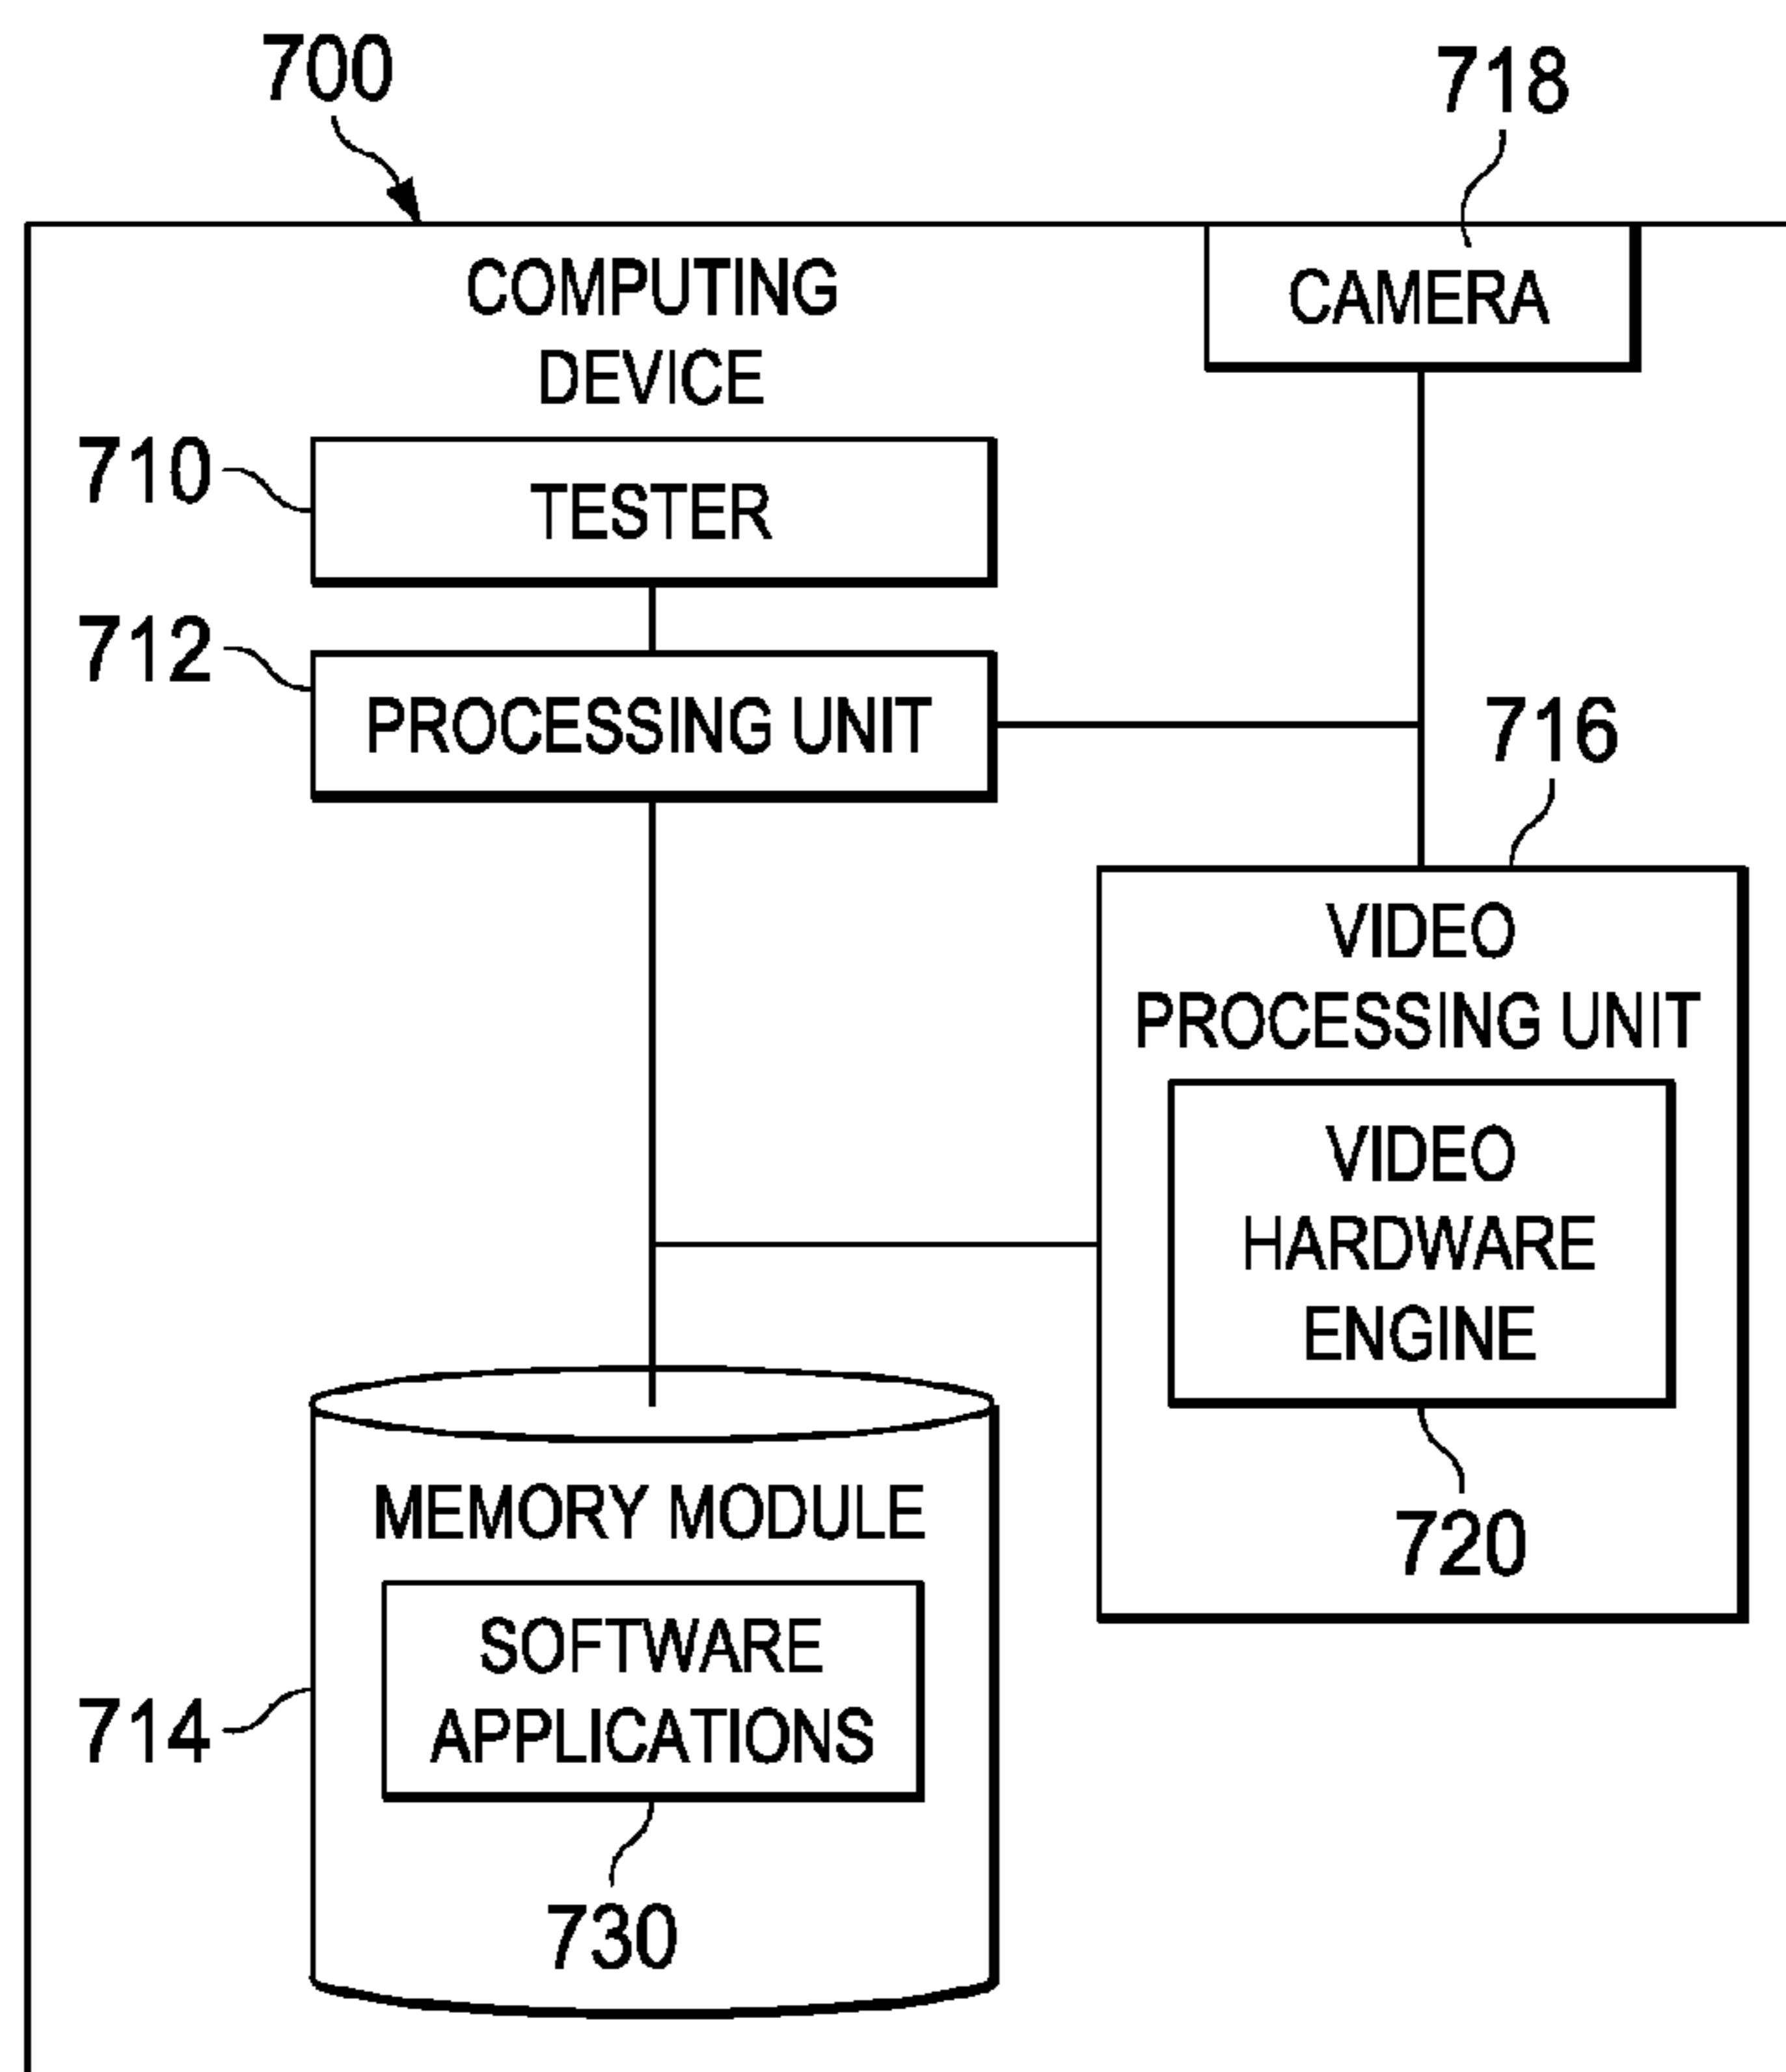 700
718
COMPUTING
DEVICE
CAMERA
710
TESTER
712
PROCESSING UNIT
716
VIDEO
PROCESSING UNIT
VIDEO
HARDWARE
ENGINE
720
MEMORY MODULE
SOFTWARE
APPLICATIONS
714
730